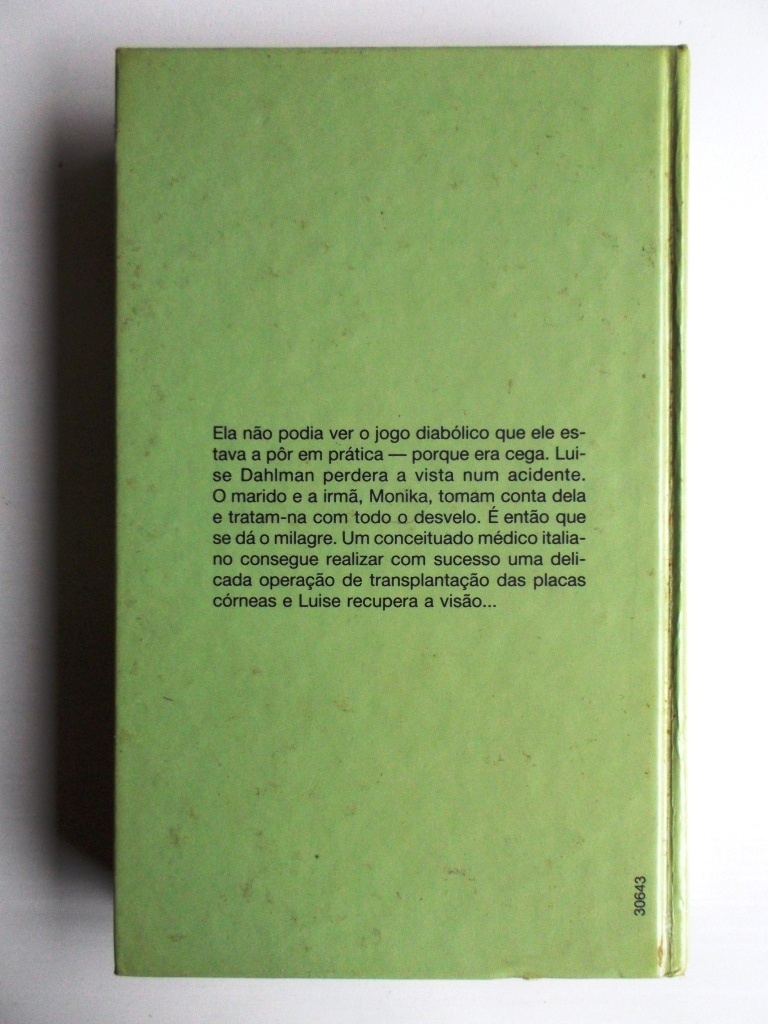 Ela não podia ver o jogo diabólico que ele es-
tava a pôr em prática — porque era cega. Lui-
se Dahlman perdera a vista num acidente.
O marido e a irmã, Monika, tomam conta dela
e tratam-na com todo o desvelo. É então que
se dá o milagre. Um conceituado médico italia-
no consegue realizar com sucesso uma deli-
cada operação de transplantação das placas
córneas e Luise recupera a visão...
30643